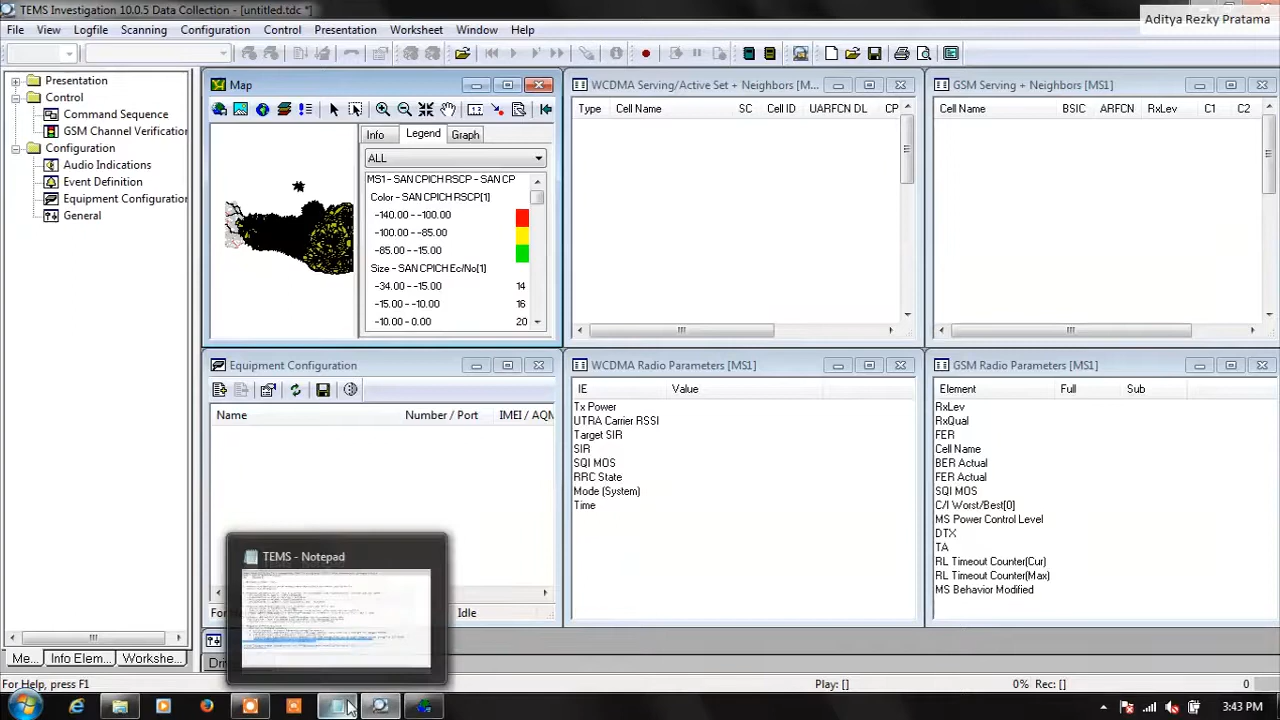 TEMS Investigation 10.0.5 Data Collection - [untitled.tdc *]
Aditya Rezky Pratama
File View Logfile Scanning Configuration Control Presentation Worksheet Window Help
Presentation
Control
Command Sequence
GSM Channel Verificatio
Configuration
Audio Indications
Event Definition
Equipment Configuratio
General
Me... Info Elem... Workshe...
Map
Info Legend Graph
ALL
MS1 - SAN CPICH RSCP - SAN CP
Color - SAN CPICH RSCP[1]
-140.00 - -100.00
-100.00 - -85.00
-85.00 - -15.00
Size - SAN CPICH Ec/No[1]
-34.00 - -15.00 14
-15.00 - -10.00 16
-10.00 - 0.00 20
WCDMA Serving/Active Set + Neighbors [M...
Type Cell Name SC Cell ID UARFCN DL CP
GSM Serving + Neighbors [MS1]
Cell Name BSIC ARFCN RxLev C1 C2
Equipment Configuration
Name Number / Port IMEI / AQM
For
Idle
TEMS - Notepad
WCDMA Radio Parameters [MS1]
IE Value
Tx Power
UTRA Carrier RSSI
Target SIR
SIR
SQI MOS
RRC State
Mode (System)
Time
GSM Radio Parameters [MS1]
Element Full Sub
RxLev
RxQual
FER
Cell Name
BER Actual
FER Actual
SQI MOS
C/I Worst/Best[0]
MS Power Control Level
DTX
TA
RL Timeout Counter(Cur)
RL Timeout Counter(Max)
MS Behavior Modified
For Help, press F1
Play: [] 0% Rec: [] 0
3:43 PM